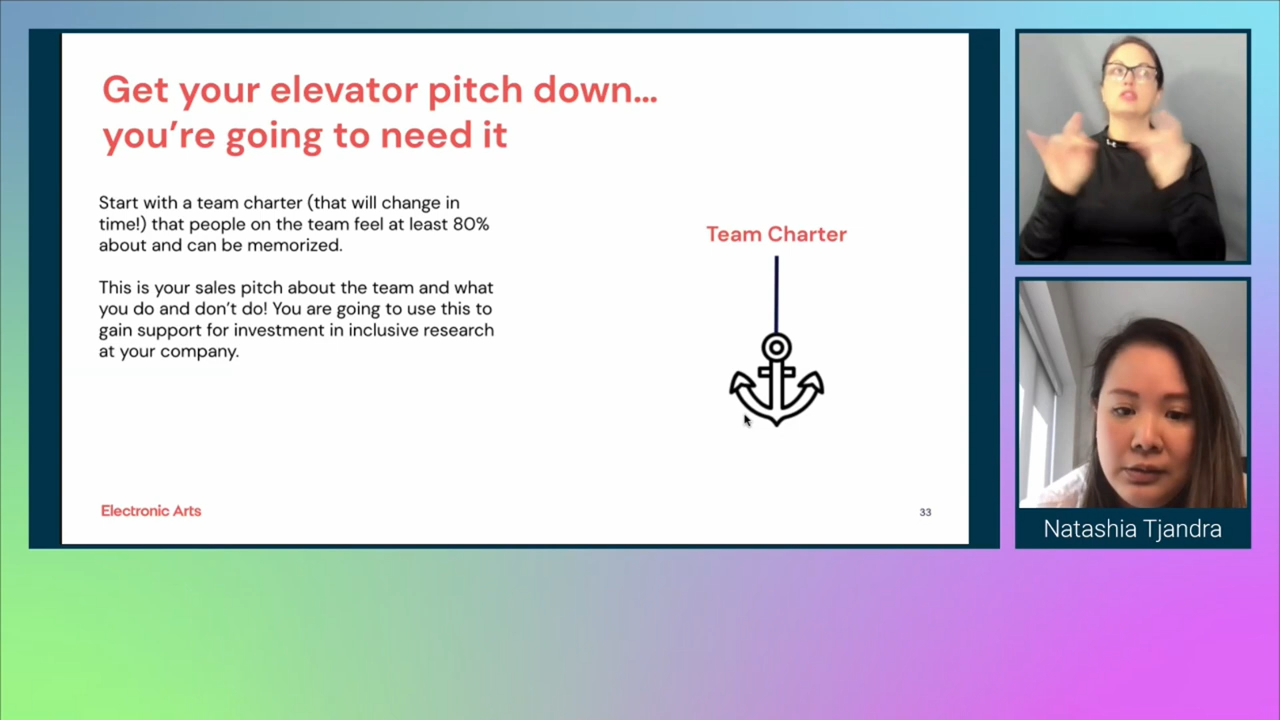 Get your elevator pitch down…
you’re going to need it
Start with a team charter (that will change in
time!) that people on the team feel at least 80%
about and can be memorized.
This is your sales pitch about the team and what
you do and don’t do! You are going to use this to
gain support for investment in inclusive research
at your company.
Team Charter
Electronic Arts
33
Natashia Tjandra